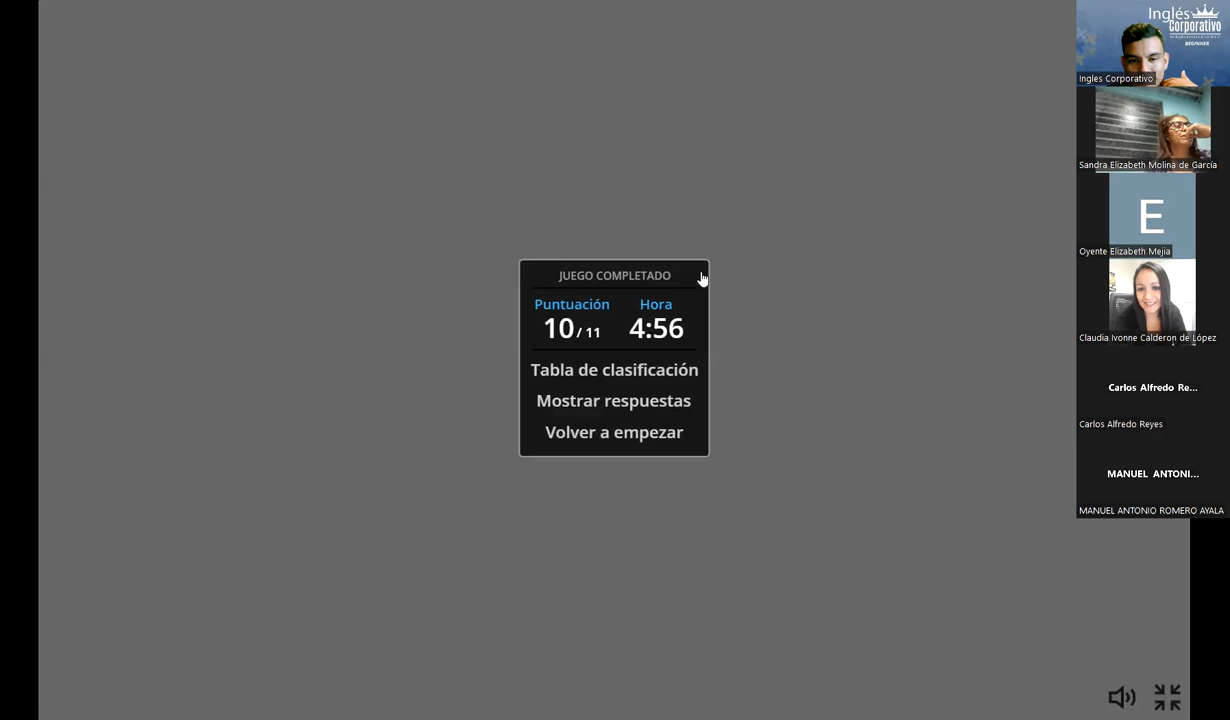 JUEGO COMPLETADO
Puntuación
Hora
10 / 11
4:56
Tabla de clasificación
Mostrar respuestas
Volver a empezar
Inglés
Corporativo
BEGINNER
Ingles Corporativo
Sandra Elizabeth Molina de García
E
Oyente Elizabeth Mejia
Claudia Ivonne Calderon de López
Carlos Alfredo Re...
Carlos Alfredo Reyes
MANUEL ANTONI...
MANUEL ANTONIO ROMERO AYALA